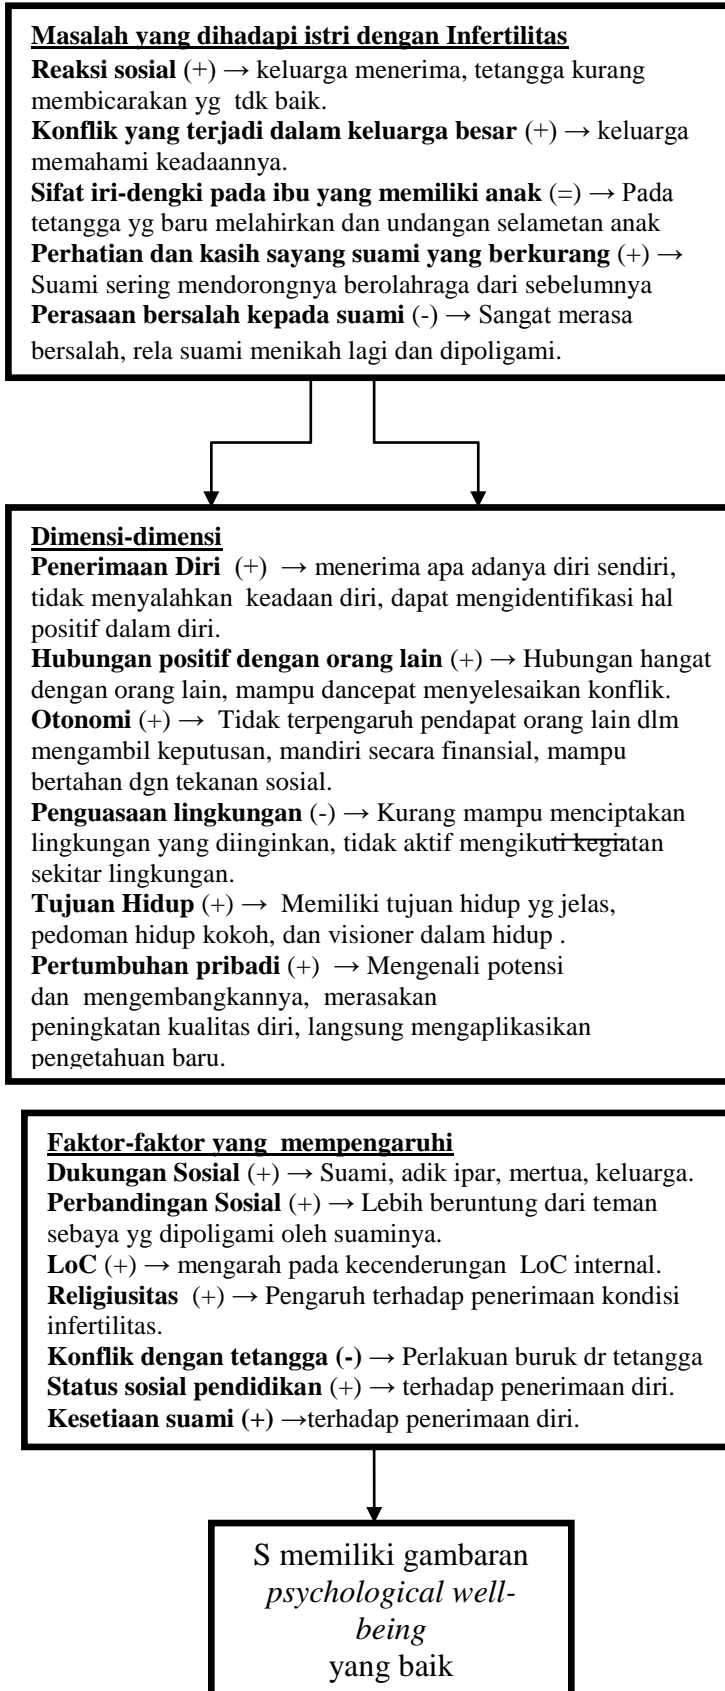 Masalah yang dihadapi istri dengan Infertilitas
Reaksi sosial (+) → keluarga menerima, tetangga kurang
membicarakan yg tdk baik.
Konflik yang terjadi dalam keluarga besar (+) → keluarga
memahami keadaannya.
Sifat iri-dengki pada ibu yang memiliki anak (=) → Pada
tetangga yg baru melahirkan dan undangan selametan anak
Perhatian dan kasih sayang suami yang berkurang (+) →
Suami sering mendorongnya berolahraga dari sebelumnya
Perasaan bersalah kepada suami (-) → Sangat merasa
bersalah, rela suami menikah lagi dan dipoligami.
Dimensi-dimensi
Penerimaan Diri (+) → menerima apa adanya diri sendiri,
tidak menyalahkan keadaan diri, dapat mengidentifikasi hal
positif dalam diri.
Hubungan positif dengan orang lain (+) → Hubungan hangat
dengan orang lain, mampu dancepat menyelesaikan konflik.
Otonomi (+) → Tidak terpengaruh pendapat orang lain dlm
mengambil keputusan, mandiri secara finansial, mampu
bertahan dgn tekanan sosial.
Penguasaan lingkungan (-) → Kurang mampu menciptakan
lingkungan yang diinginkan, tidak aktif mengikuti kegiatan
sekitar lingkungan.
Tujuan Hidup (+) → Memiliki tujuan hidup yg jelas,
pedoman hidup kokoh, dan visioner dalam hidup .
Pertumbuhan pribadi (+) → Mengenali potensi
dan mengembangkannya, merasakan
peningkatan kualitas diri, langsung mengaplikasikan
pengetahuan baru.
Faktor-faktor yang mempengaruhi
Dukungan Sosial (+) → Suami, adik ipar, mertua, keluarga.
Perbandingan Sosial (+) → Lebih beruntung dari teman
sebaya yg dipoligami oleh suaminya.
LoC (+) → mengarah pada kecenderungan LoC internal.
Religiusitas (+) → Pengaruh terhadap penerimaan kondisi
infertilitas.
Konflik dengan tetangga (-) → Perlakuan buruk dr tetangga
Status sosial pendidikan (+) → terhadap penerimaan diri.
Kesetiaan suami (+) →terhadap penerimaan diri.
S memiliki gambaran
psychological well-
being
yang baik